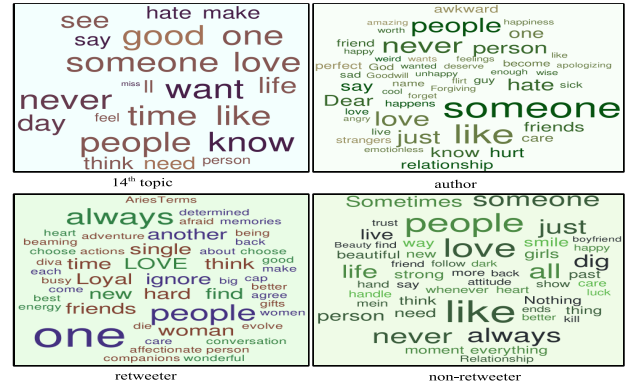 hate make
see
say good one
someone love
miss ll want life
never
day feel time like
people know
think need person
14th topic
awkward
amazing people happiness
worth one
friend never person
happy weird wants feelings like
perfect God wanted deserve become apologizing
sad Goodwill unhappy enough wise
say name flirt guy hate sick
cool Forgiving
Dear happens forget someone
love
angry love
live just like friends
strangers care
emotionless know hurt
relationship
author
AriesTerms
always determined
afraid memories
heart adventure another being
beaming back
choose actions single about choose
diva time LOVE think good
each make
busy Loyal ignore big cap
come better
best new hard find agree
energy friends gifts
people women
one die woman evolve
care conversation
affectionate person
companions wonderful
retweeter
Sometimes someone
trust people just
live
Beauty find way love smile boyfriend
beautiful new girls happy
friend follow dark dig
life strong more back all past
hand say attitude show care
handle whenever heart luck
mein think like Nothing
person need ends thing
better kill
never always
moment everything
Relationship
non-retweeter